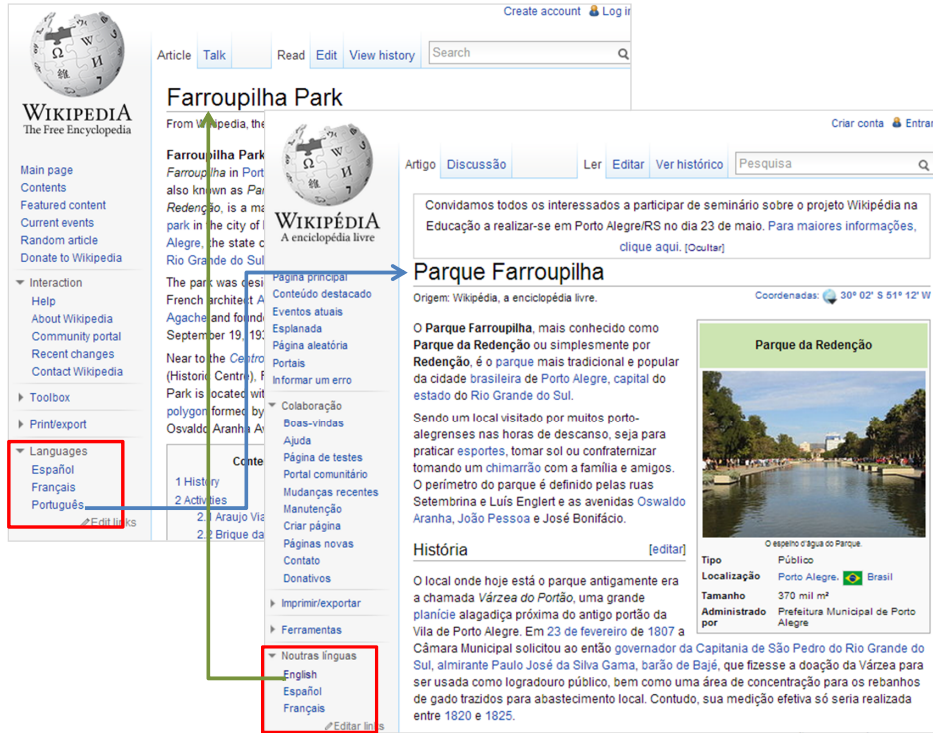 Create account Log in
Article Talk Read Edit View history Search
WIKIPEDIA
The Free Encyclopedia
Farroupilha Park
From Wikipedia, the
Main page
Contents
Featured content
Current events
Random article
Donate to Wikipedia
Interaction
Help
About Wikipedia
Community portal
Recent changes
Contact Wikipedia
Toolbox
Print/export
Languages
Español
Français
Português
Edit links
Farroupilha Park
Farroupilha in Port
also known as Pa
Redenção, is a ma
park in the city of
Alegre, the state o
Rio Grande do Sul
The park was desi
French architect A
Agache and found
September 19, 193
Near to the Centro
(Historic Centre), F
Park is located wit
polygon formed by
Osvaldo Aranha Av
Conte
1 History
2 Activities
2.1 Araujo Via
2.2 Brique da
Criar conta Entrar
Artigo Discussão Ler Editar Ver histórico Pesquisa
WIKIPÉDIA
A enciclopédia livre
Página principal
Conteúdo destacado
Eventos atuais
Esplanada
Página aleatória
Portais
Informar um erro
Colaboração
Boas-vindas
Ajuda
Página de testes
Portal comunitário
Mudanças recentes
Manutenção
Criar página
Páginas novas
Contato
Donativos
Imprimir/exportar
Ferramentas
Noutras línguas
English
Español
Français
Editar links
Convidamos todos os interessados a participar de seminário sobre o projeto Wikipédia na
Educação a realizar-se em Porto Alegre/RS no dia 23 de maio. Para maiores informações,
clique aqui. [Ocultar]
Parque Farroupilha
Origem: Wikipédia, a enciclopédia livre.
Coordenadas: 30° 02' S 51° 12' W
O Parque Farroupilha, mais conhecido como
Parque da Redenção ou simplesmente por
Redenção, é o parque mais tradicional e popular
da cidade brasileira de Porto Alegre, capital do
estado do Rio Grande do Sul.
Sendo um local visitado por muitos porto-
alegrenses nas horas de descanso, seja para
praticar esportes, tomar sol ou confraternizar
tomando um chimarrão com a família e amigos.
O perímetro do parque é definido pelas ruas
Setembrina e Luís Englert e as avenidas Oswaldo
Aranha, João Pessoa e José Bonifácio.
Parque da Redenção
O espelho d'água do Parque.
Tipo Público
Localização Porto Alegre. Brasil
Tamanho 370 mil m²
Administrado por Prefeitura Municipal de Porto
Alegre
História [editar]
O local onde hoje está o parque antigamente era
a chamada Várzea do Portão, uma grande
planície alagadiça próxima do antigo portão da
Vila de Porto Alegre. Em 23 de fevereiro de 1807 a
Câmara Municipal solicitou ao então governador da Capitania de São Pedro do Rio Grande do
Sul, almirante Paulo José da Silva Gama, barão de Bajé, que fizesse a doação da Várzea para
ser usada como logradouro público, bem como uma área de concentração para os rebanhos
de gado trazidos para abastecimento local. Contudo, sua medição efetiva só seria realizada
entre 1820 e 1825.